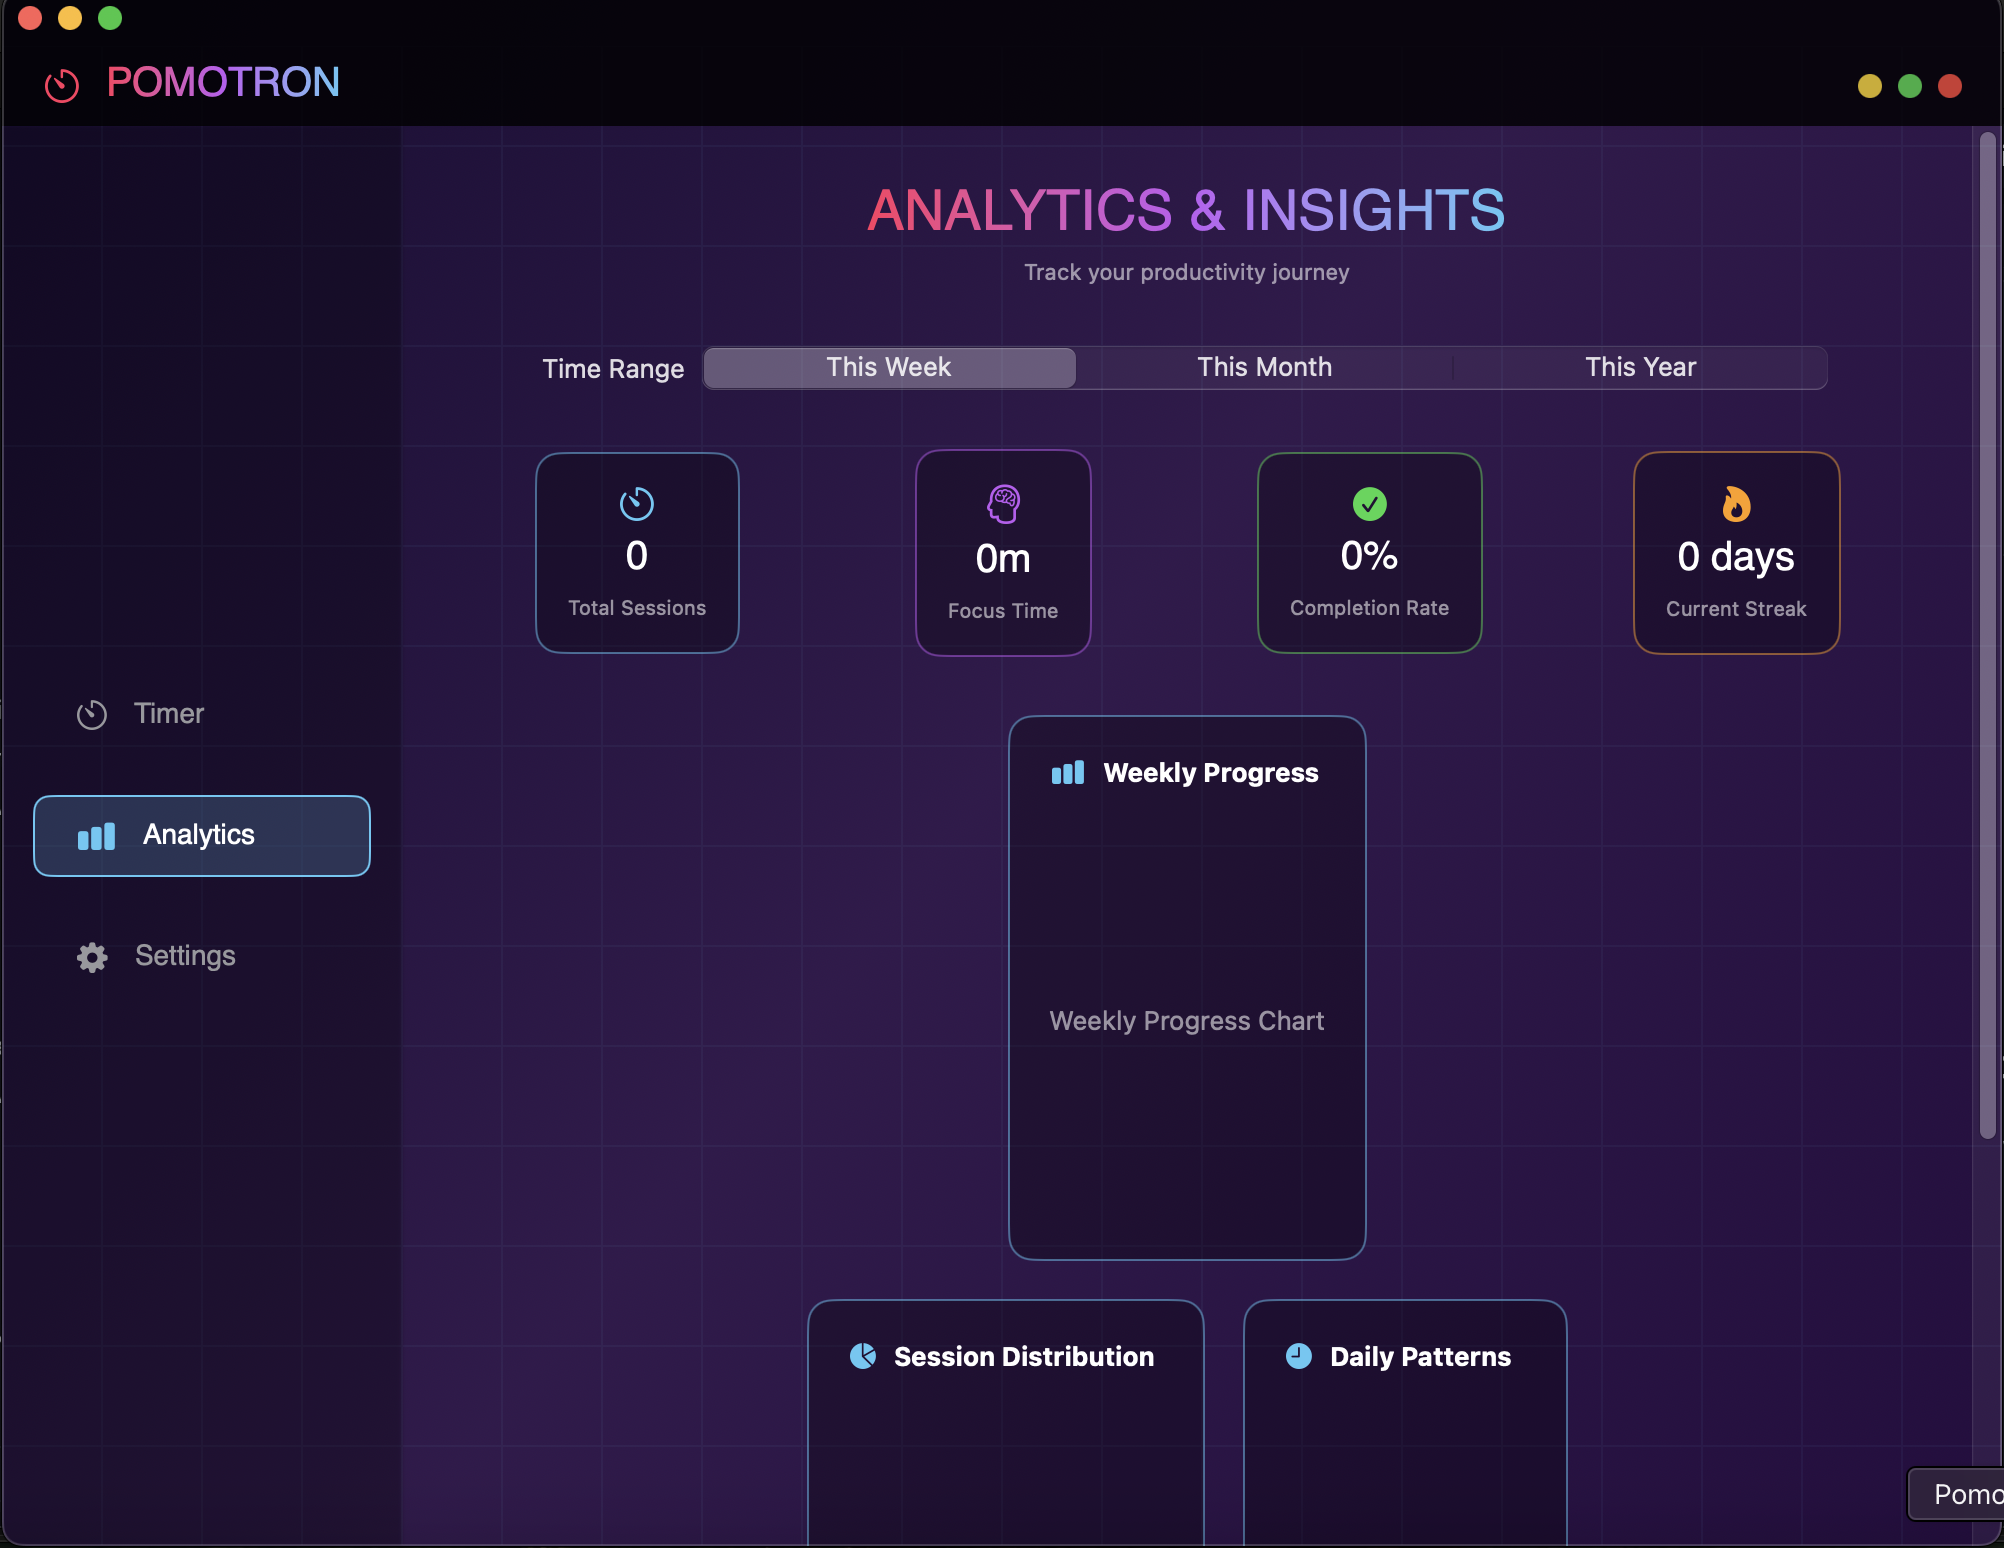 POMOTRON
ANALYTICS & INSIGHTS
Track your productivity journey
Time Range This Week This Month This Year
0
Total Sessions
0m
Focus Time
0%
Completion Rate
0 days
Current Streak
Timer
Analytics
Settings
Weekly Progress
Weekly Progress Chart
Session Distribution
Daily Patterns
Pomo